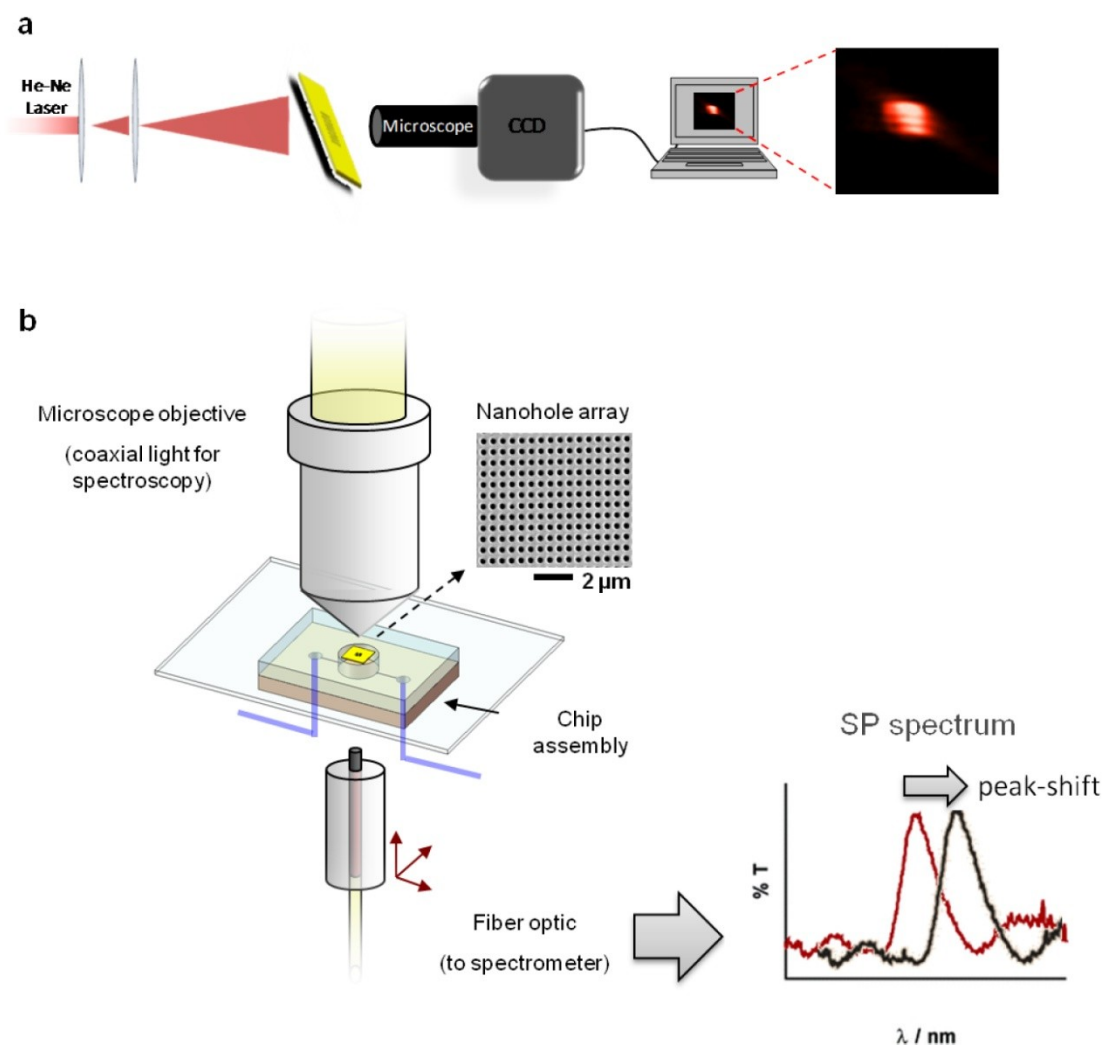 a
He-Ne
Laser
Microscope
CCD
b
Microscope objective
(coaxial light for
spectroscopy)
Nanohole array
2 µm
Chip
assembly
SP spectrum
peak-shift
% T
Fiber optic
(to spectrometer)
λ / nm